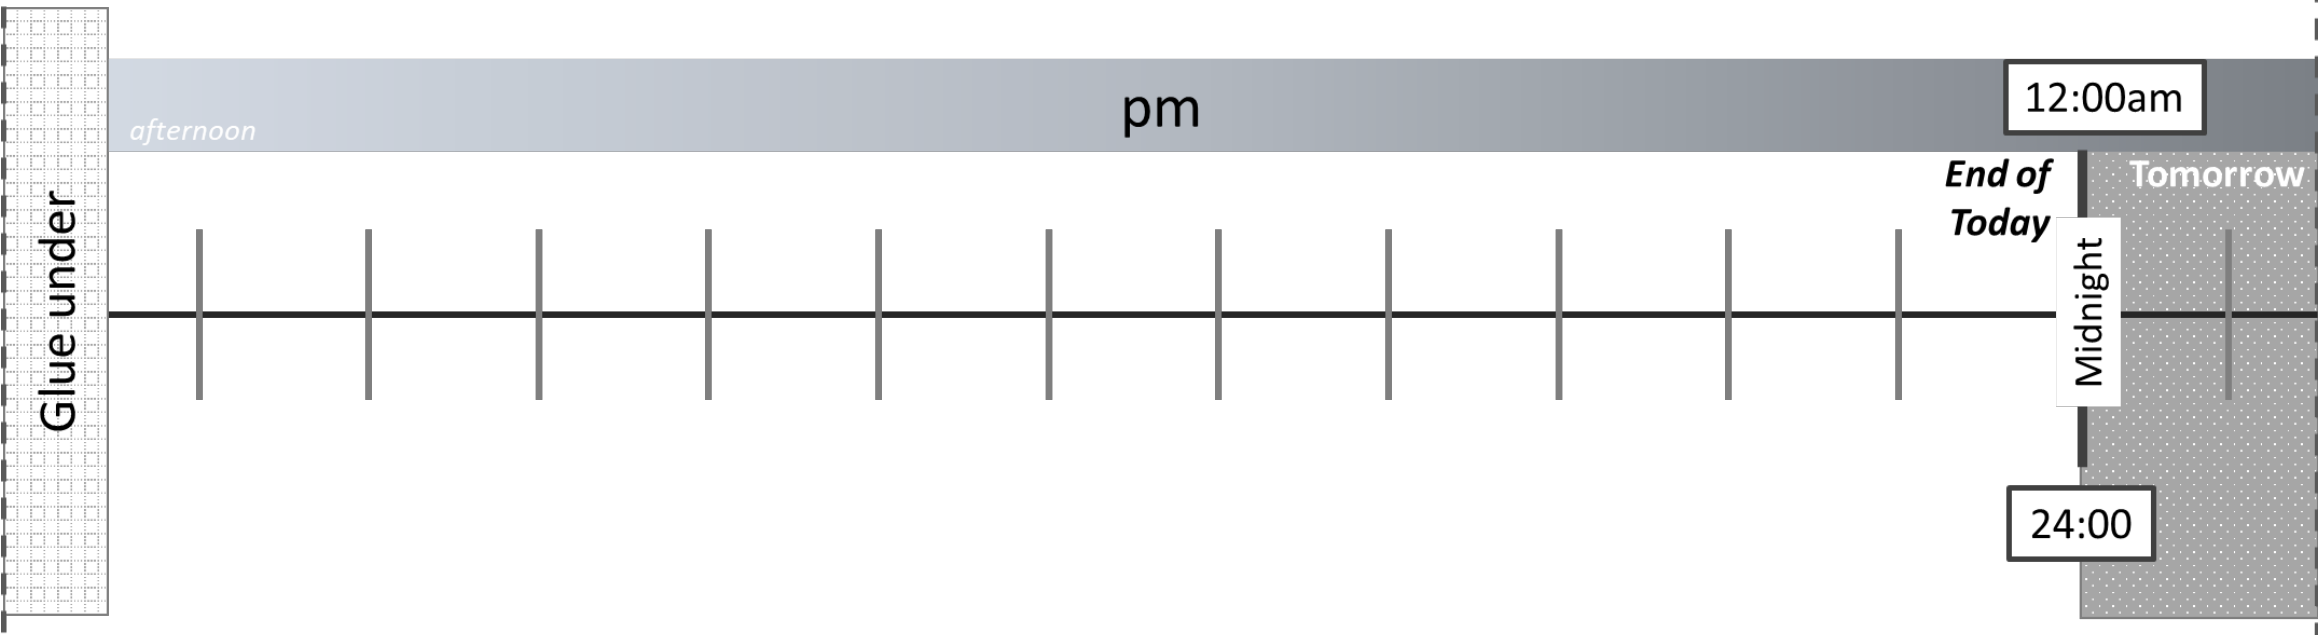 Glue under
afternoon
pm
12:00am
End of
Today
Tomorrow
Midnight
24:00